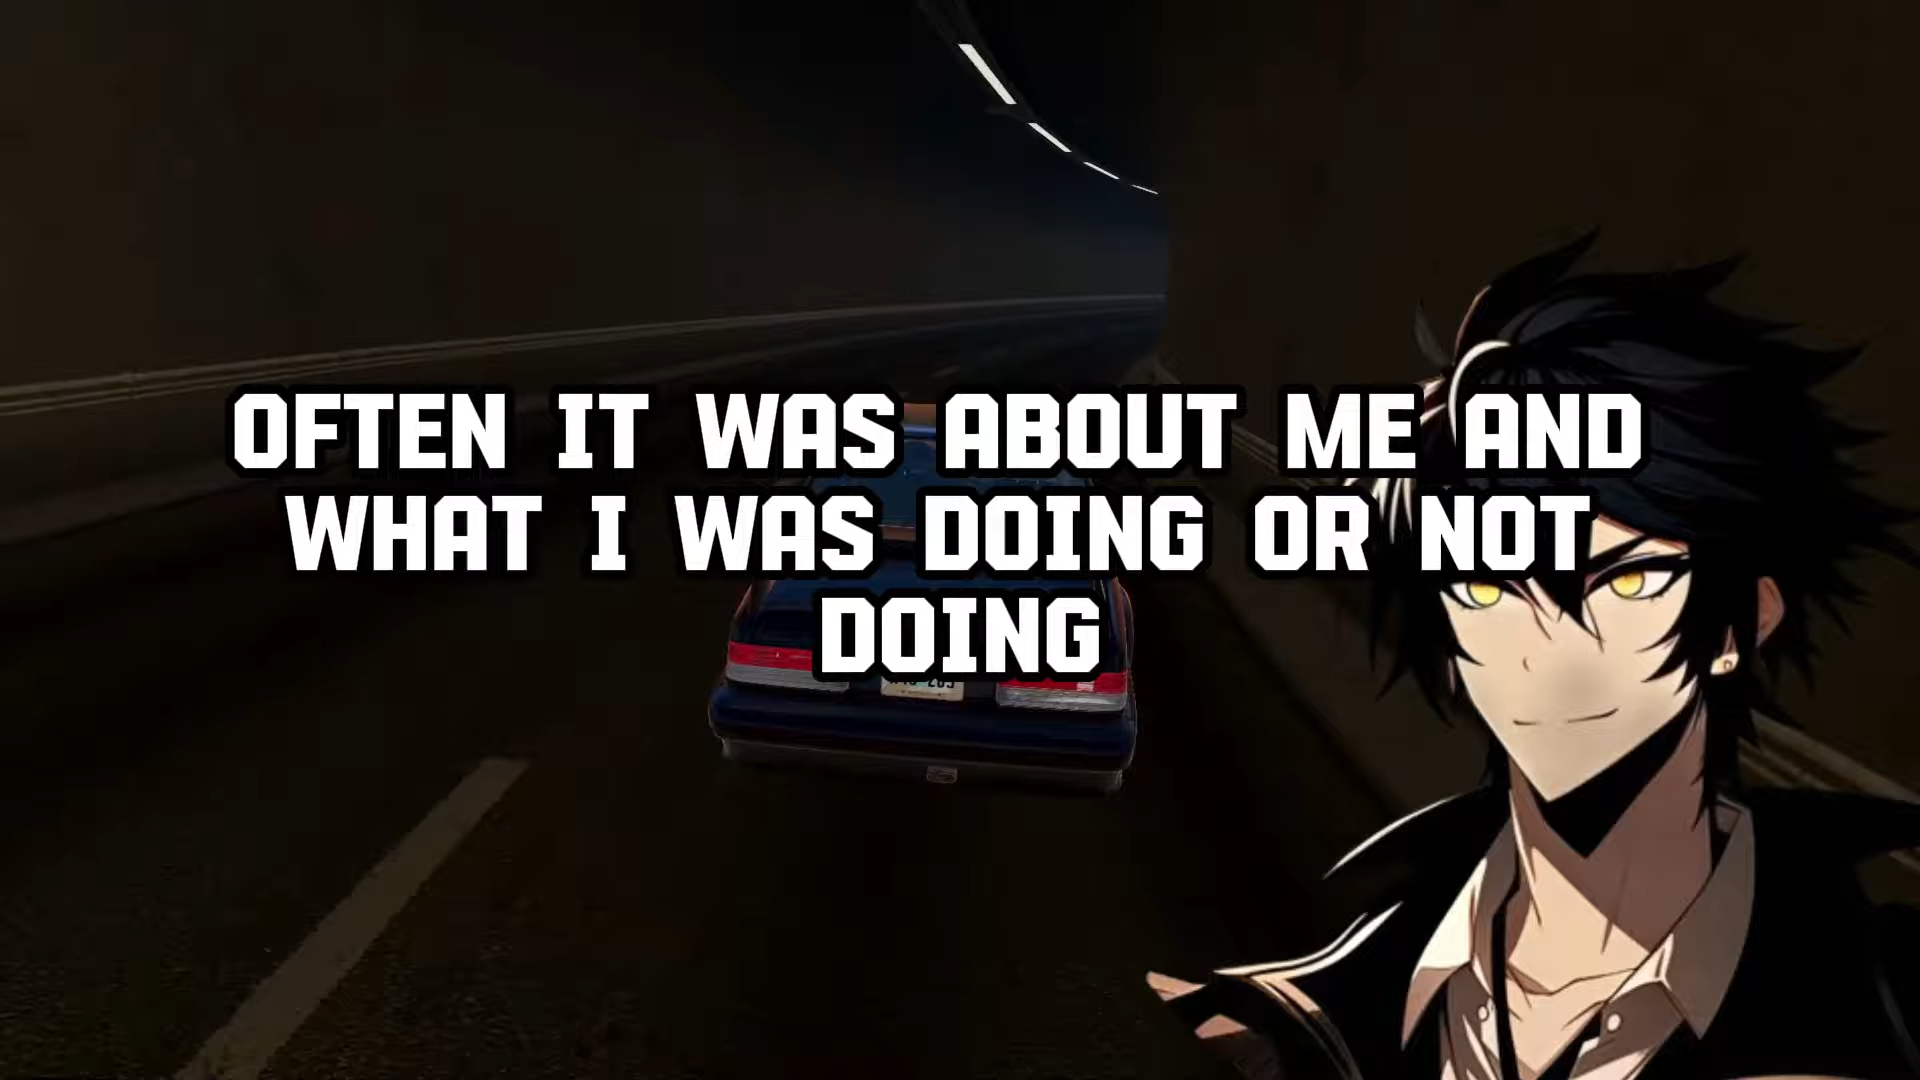 OFTEN IT WAS ABOUT ME AND
WHAT I WAS DOING OR NOT
DOING